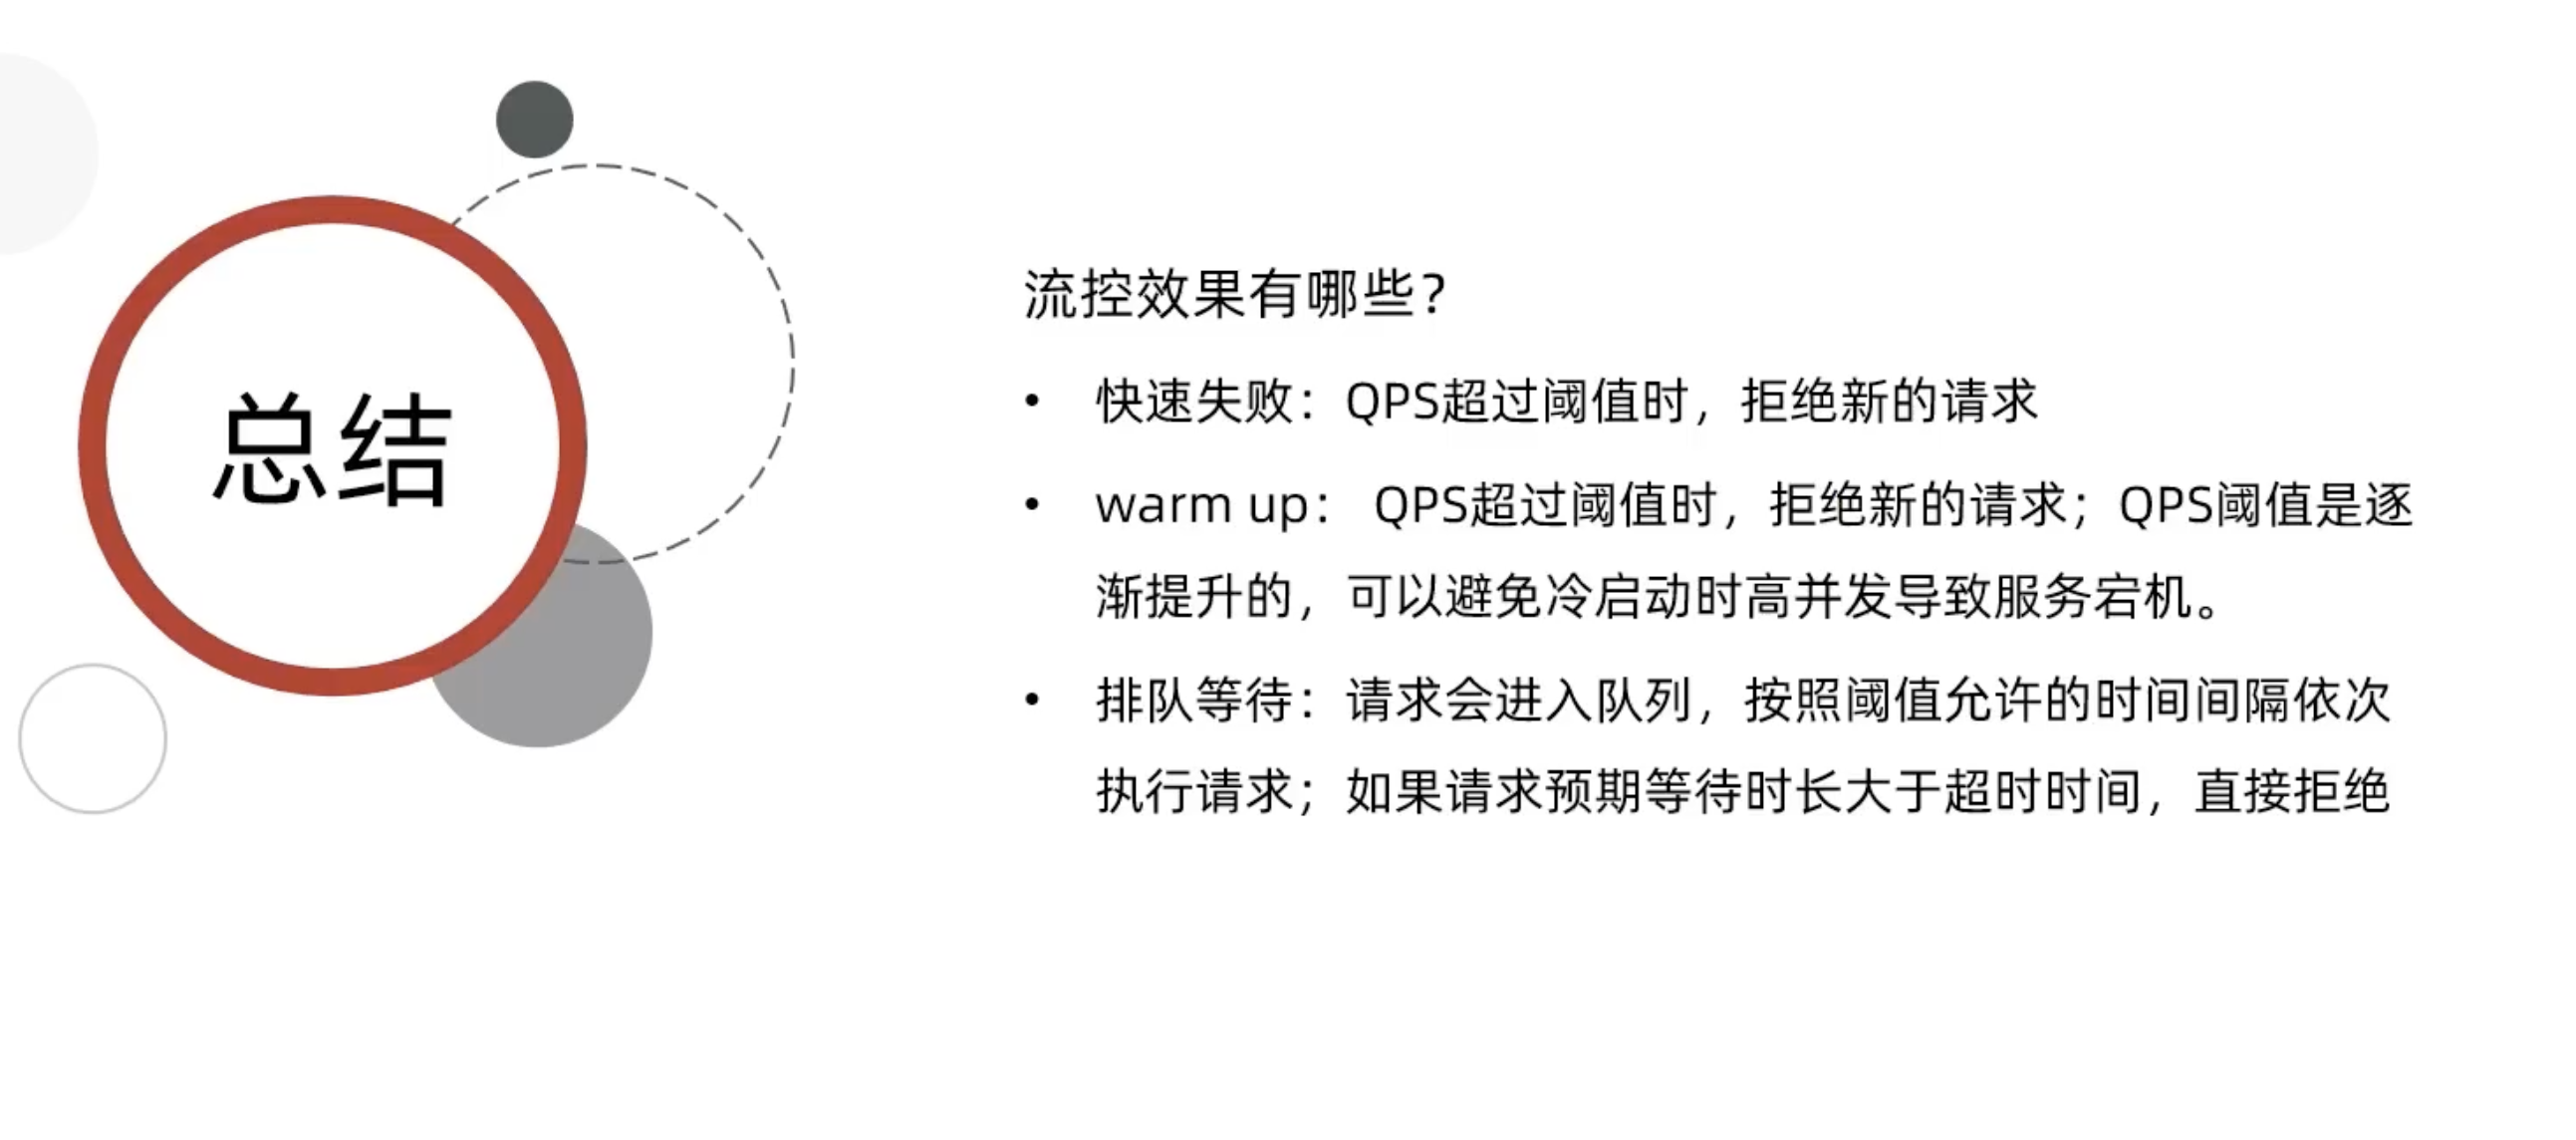 总结
流控效果有哪些？
• 快速失败：QPS超过阈值时，拒绝新的请求
• warm up： QPS超过阈值时，拒绝新的请求；QPS阈值是逐
渐提升的，可以避免冷启动时高并发导致服务宕机。
• 排队等待：请求会进入队列，按照阈值允许的时间间隔依次
执行请求；如果请求预期等待时长大于超时时间，直接拒绝